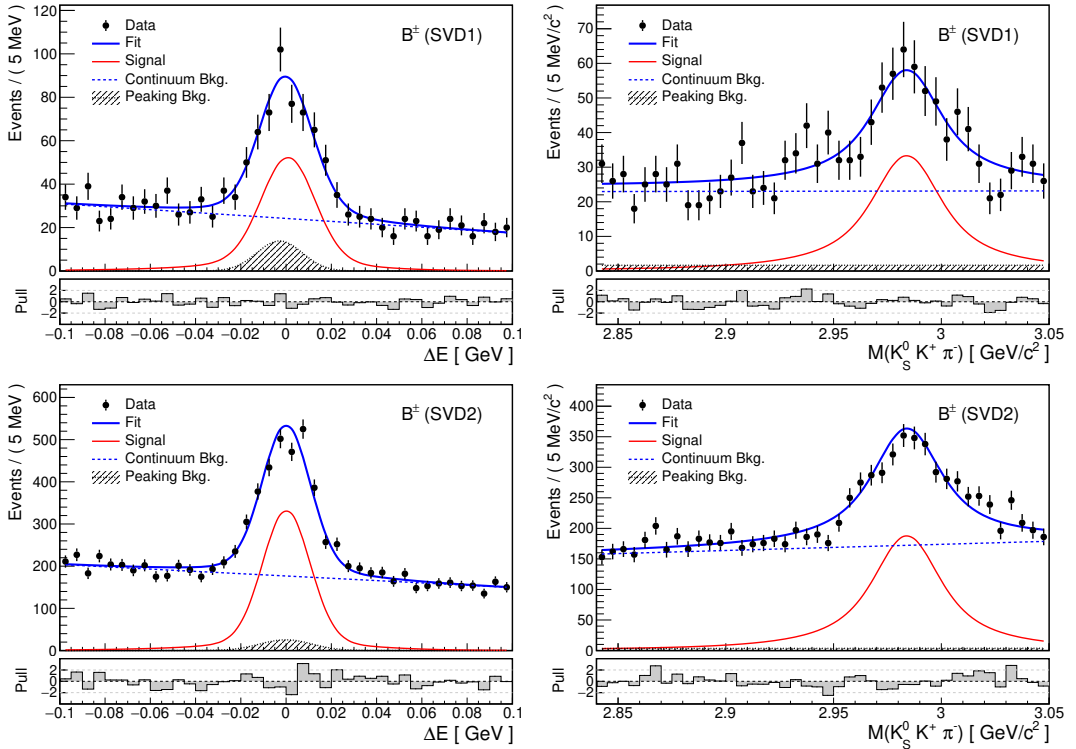 Events / ( 5 MeV )
120
100
80
60
40
20
0
Data
Fit
Signal
Continuum Bkg.
Peaking Bkg.
B± (SVD1)
Pull
2
0
−2
−0.1 −0.08 −0.06 −0.04 −0.02 0 0.02 0.04 0.06 0.08 0.1
ΔE [ GeV ]
Events / ( 5 MeV/c² )
70
60
50
40
30
20
10
0
Data
Fit
Signal
Continuum Bkg.
Peaking Bkg.
B± (SVD1)
Pull
2
0
−2
2.85 2.9 2.95 3 3.05
M(K⁰_S K⁺ π⁻) [ GeV/c² ]
Events / ( 5 MeV )
600
500
400
300
200
100
0
Data
Fit
Signal
Continuum Bkg.
Peaking Bkg.
B± (SVD2)
Pull
2
0
−2
−0.1 −0.08 −0.06 −0.04 −0.02 0 0.02 0.04 0.06 0.08 0.1
ΔE [ GeV ]
Events / ( 5 MeV/c² )
400
350
300
250
200
150
100
50
0
Data
Fit
Signal
Continuum Bkg.
Peaking Bkg.
B± (SVD2)
Pull
2
0
−2
2.85 2.9 2.95 3 3.05
M(K⁰_S K⁺ π⁻) [ GeV/c² ]